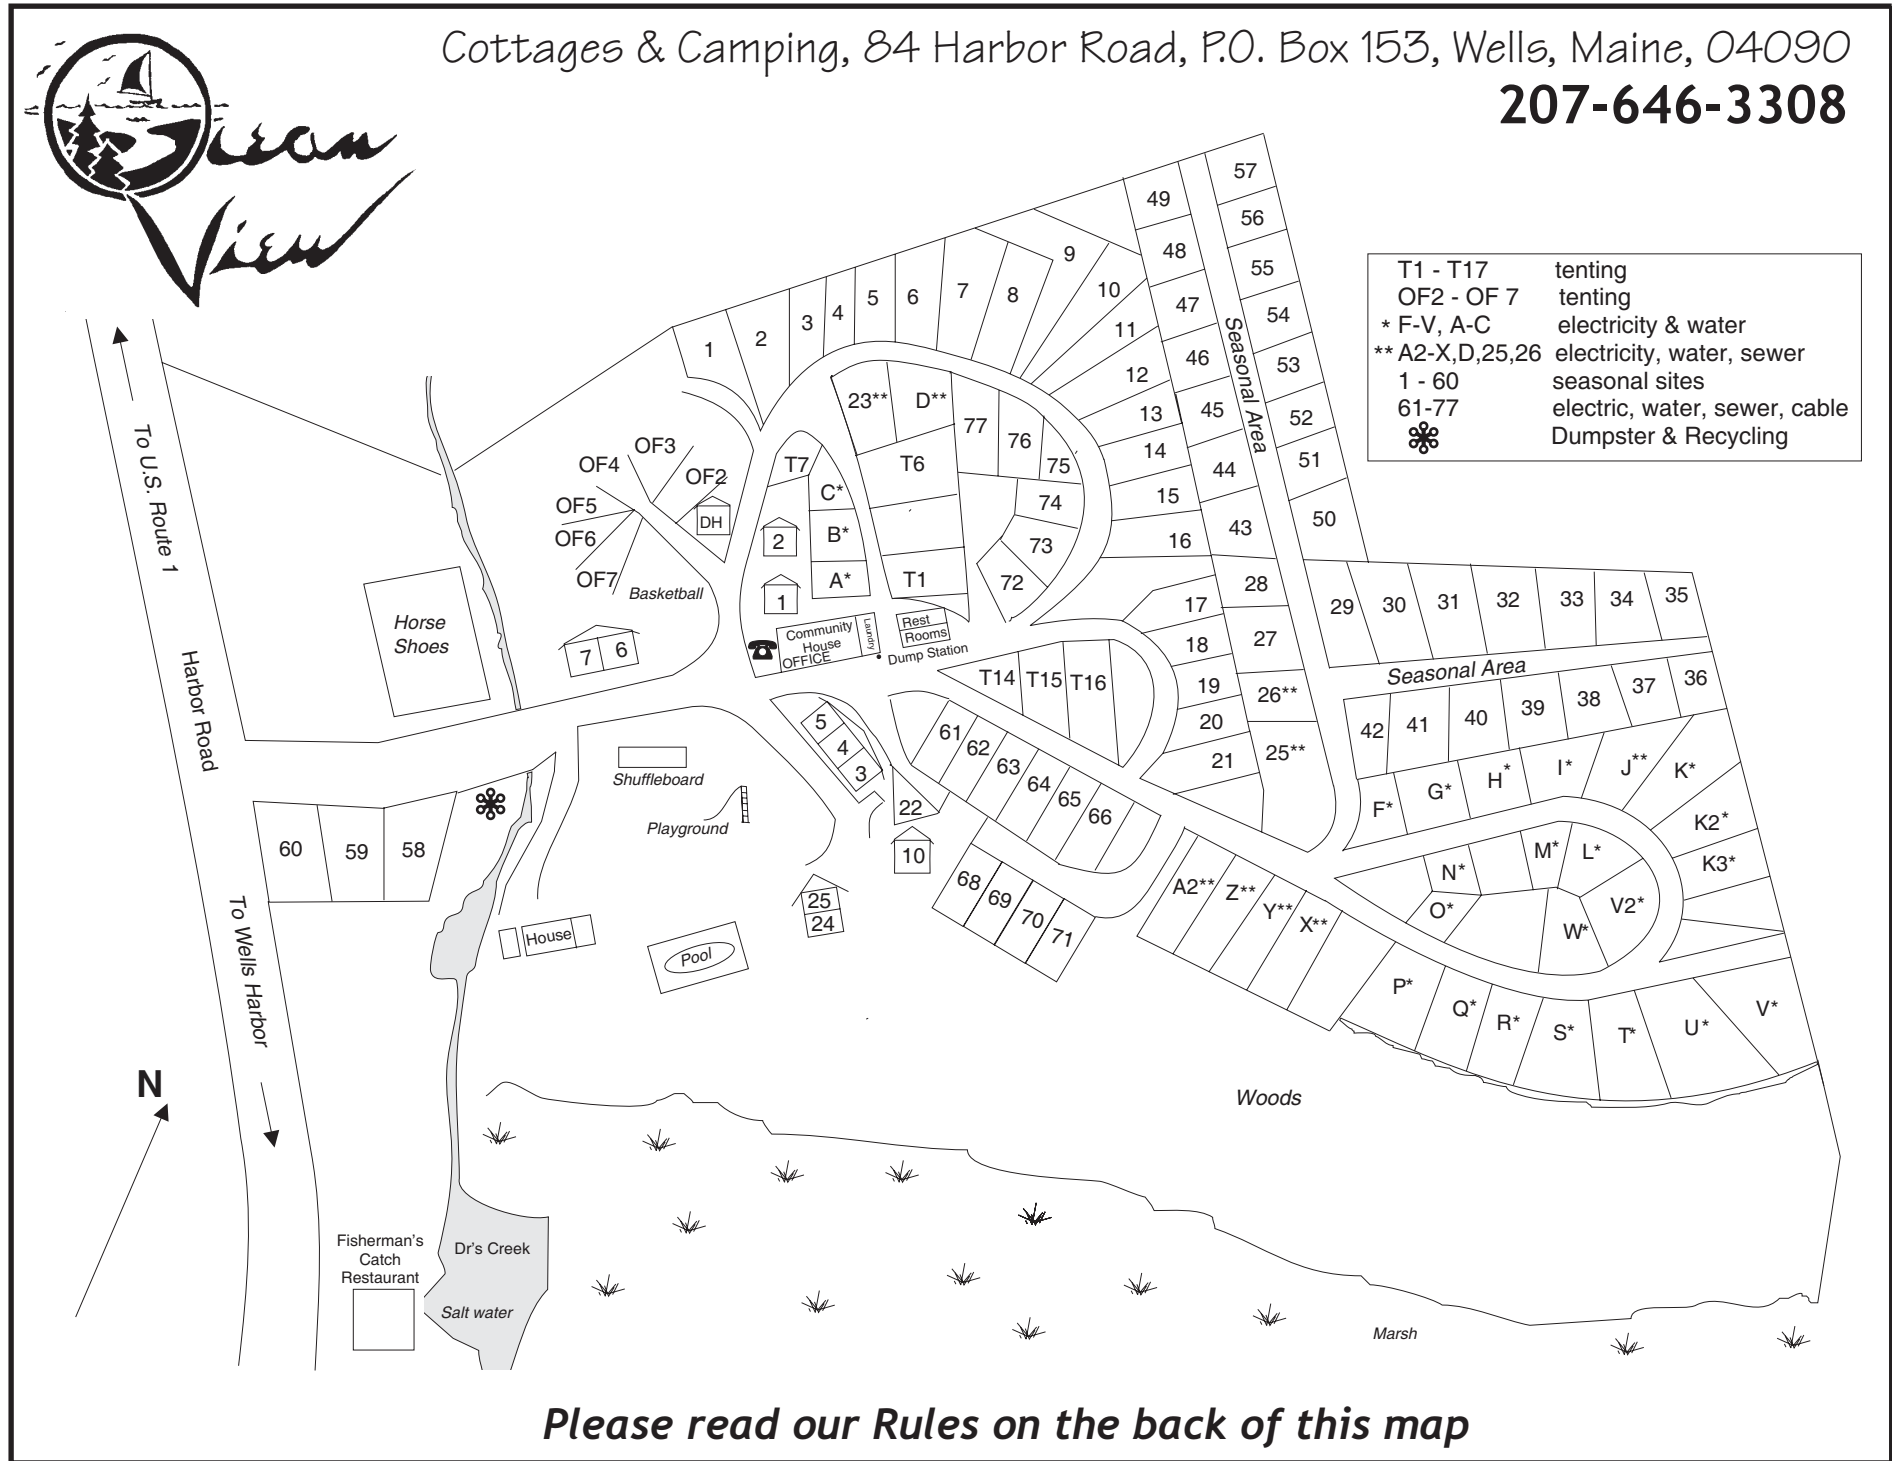 Cottages & Camping, 84 Harbor Road, P.O. Box 153, Wells, Maine, 04090
207-646-3308
Ocean
View
T1 - T17 tenting
OF2 - OF 7 tenting
* F-V, A-C electricity & water
** A2-X,D,25,26 electricity, water, sewer
1 - 60 seasonal sites
61-77 electric, water, sewer, cable
Dumpster & Recycling
To U.S. Route 1
Harbor Road
To Wells Harbor
N
57
56
55
54
53
52
51
50
49
48
47
46
45
44
43
Seasonal Area
1
2
3
4
5
6
7
8
9
10
11
12
13
14
15
16
17
18
19
20
21
28
27
26**
25**
23**
D**
77
76
75
74
73
72
T6
T1
T7
C*
B*
A*
2
1
OF3
OF4
OF2
OF5
OF6
OF7
DH
Basketball
Horse
Shoes
7 6
Community
House
OFFICE
Laundry
Rest
Rooms
Dump Station
T14 T15 T16
29 30 31 32 33 34 35
Seasonal Area
42 41 40 39 38 37 36
F* G* H* I* J** K*
K2*
K3*
N* M* L*
O* W* V2*
5
4
3
22
10
61
62
63
64
65
66
68
69
70
71
A2** Z** Y** X**
P* Q* R* S* T* U* V*
Shuffleboard
Playground
60 59 58
25
24
House
Pool
Woods
Fisherman's
Catch
Restaurant
Dr's Creek
Salt water
Marsh
Please read our Rules on the back of this map